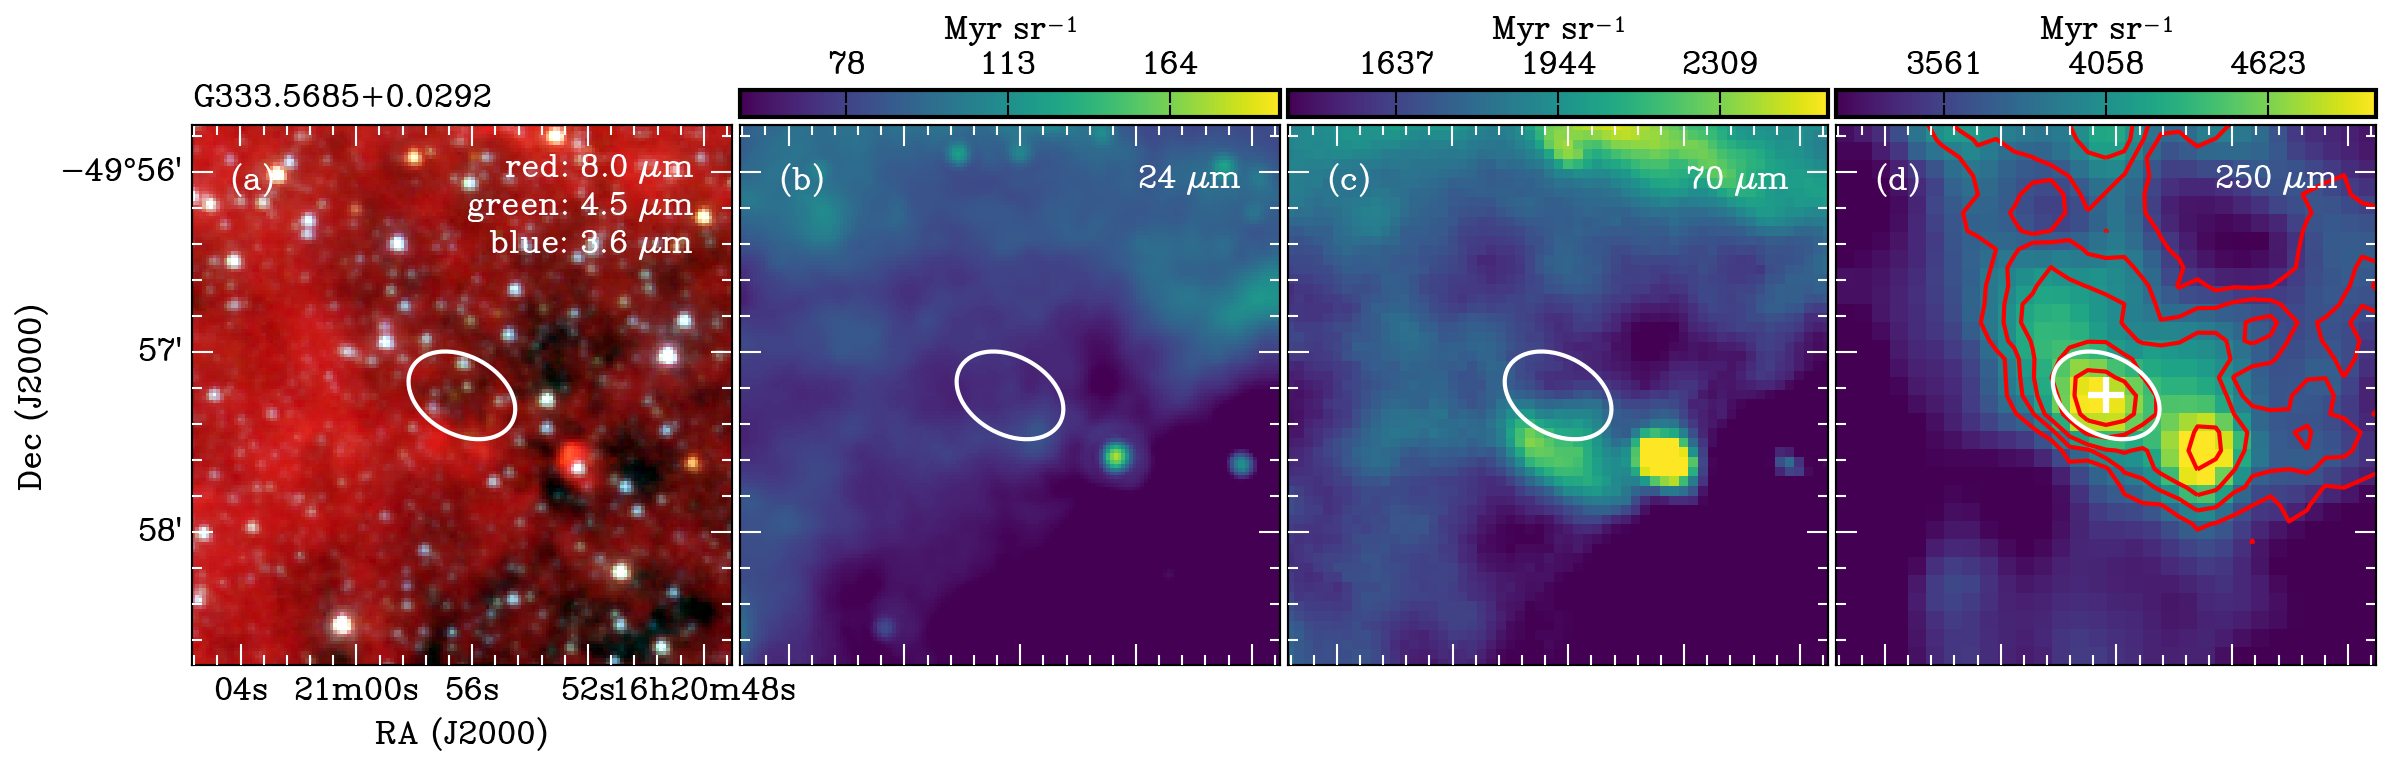 Myr sr⁻¹
Myr sr⁻¹
Myr sr⁻¹
78 113 164
1637 1944 2309
3561 4058 4623
G333.5685+0.0292
(a)
red: 8.0 μm
green: 4.5 μm
blue: 3.6 μm
(b)
24 μm
(c)
70 μm
(d)
250 μm
−49°56'
57'
58'
Dec (J2000)
04s 21m00s 56s 52s 16h20m48s
RA (J2000)